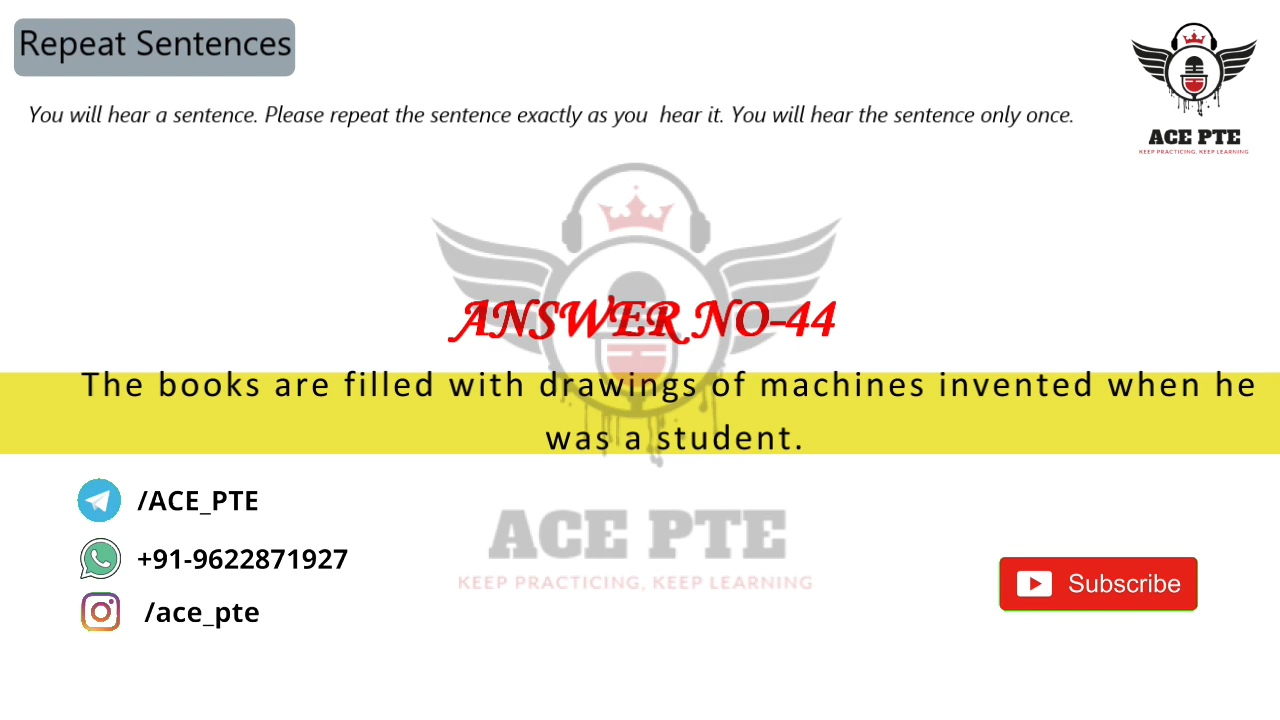 Repeat Sentences
You will hear a sentence. Please repeat the sentence exactly as you  hear it. You will hear the sentence only once.
ACE PTE
KEEP PRACTICING, KEEP LEARNING
ANSWER NO-44
The books are filled with drawings of machines invented when he
was a student.
/ACE_PTE
+91-9622871927
/ace_pte
ACE PTE
KEEP PRACTICING, KEEP LEARNING
Subscribe